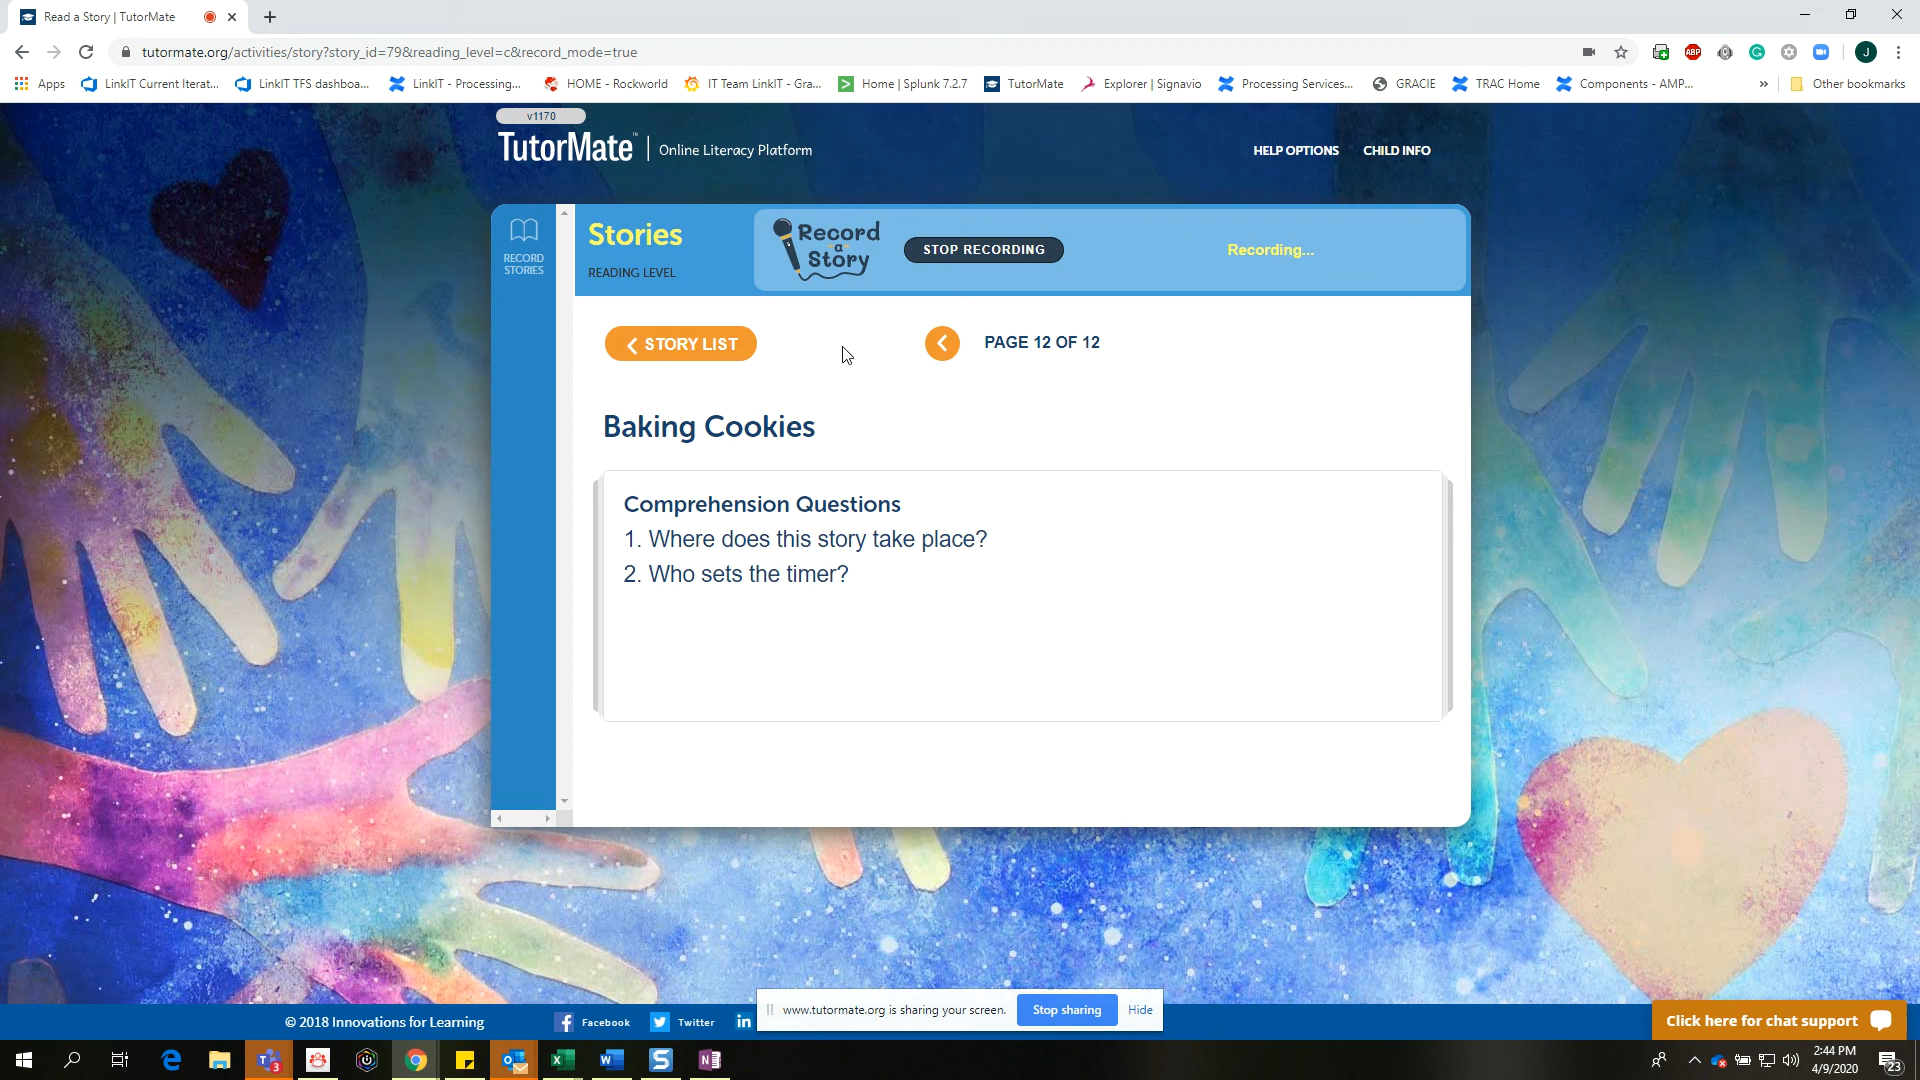 Read a Story | TutorMate
tutormate.org/activities/story?story_id=79&reading_level=c&record_mode=true
ABP
J
Apps
LinkIT Current Iterat...
LinkIT TFS dashboa...
LinkIT - Processing...
HOME - Rockworld
IT Team LinkIT - Gra...
Home | Splunk 7.2.7
TutorMate
Explorer | Signavio
Processing Services...
GRACIE
TRAC Home
Components - AMP...
»
Other bookmarks
v1170
TutorMate™ | Online Literacy Platform
HELP OPTIONS
CHILD INFO
RECORD
STORIES
Stories
READING LEVEL
Record
a
Story
STOP RECORDING
Recording...
STORY LIST
PAGE 12 OF 12
Baking Cookies
Comprehension Questions
1. Where does this story take place?
2. Who sets the timer?
© 2018 Innovations for Learning
Facebook
Twitter
in
www.tutormate.org is sharing your screen.
Stop sharing
Hide
Click here for chat support
2:44 PM
4/9/2020
3
23